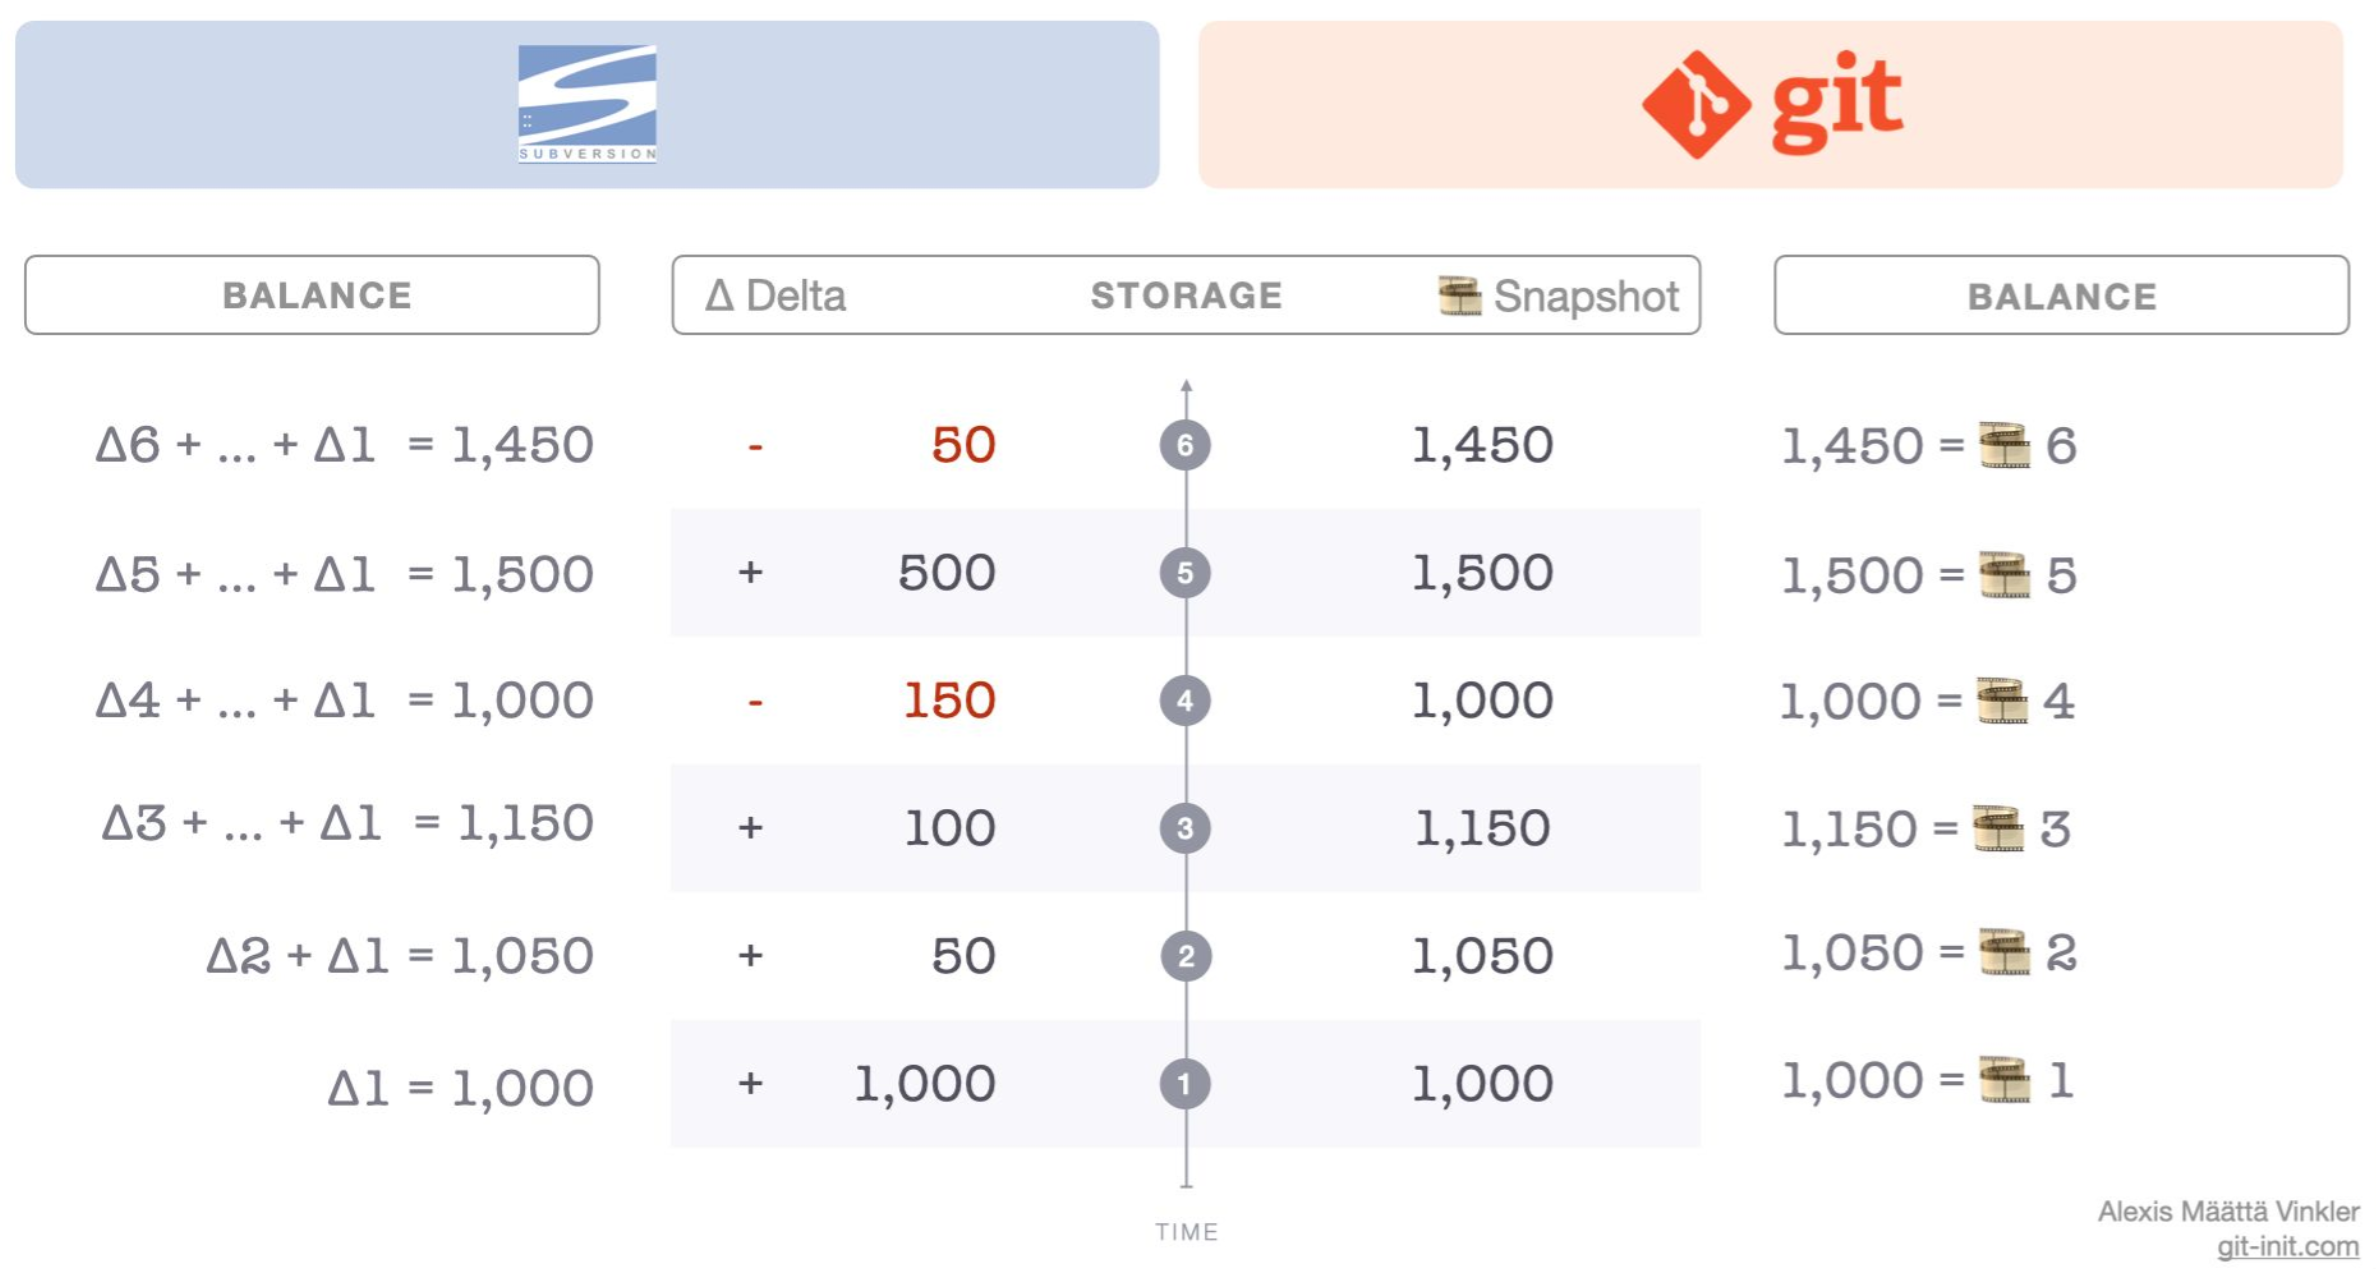 SUBVERSION
git
BALANCE
Δ Delta STORAGE Snapshot
BALANCE
Δ6 + ... + Δ1 = 1,450 - 50 6 1,450 1,450 = 6
Δ5 + ... + Δ1 = 1,500 + 500 5 1,500 1,500 = 5
Δ4 + ... + Δ1 = 1,000 - 150 4 1,000 1,000 = 4
Δ3 + ... + Δ1 = 1,150 + 100 3 1,150 1,150 = 3
Δ2 + Δ1 = 1,050 + 50 2 1,050 1,050 = 2
Δ1 = 1,000 + 1,000 1 1,000 1,000 = 1
TIME
Alexis Määttä Vinkler
git-init.com